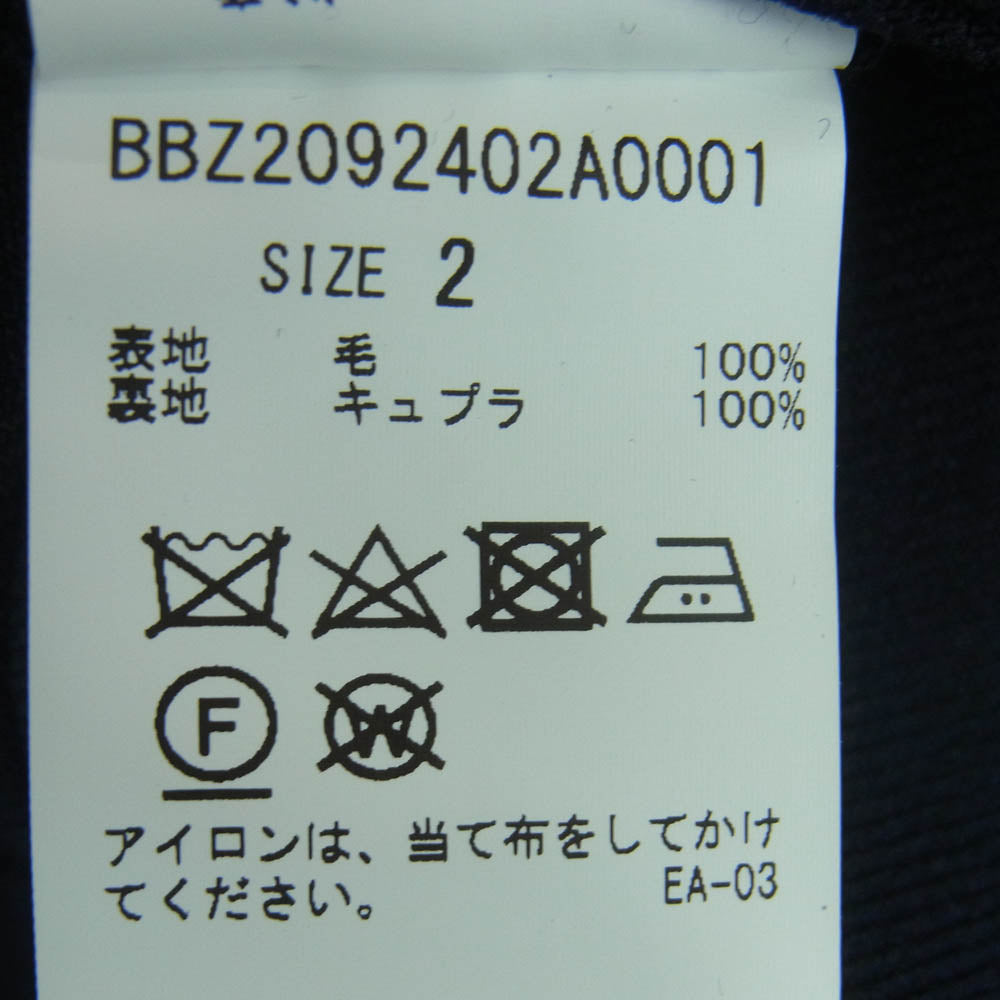 BBZ2092402A0001
SIZE 2
表地 毛 100%
裏地 キュプラ 100%
F
W
アイロンは、当て布をしてかけ
てください。 EA-03